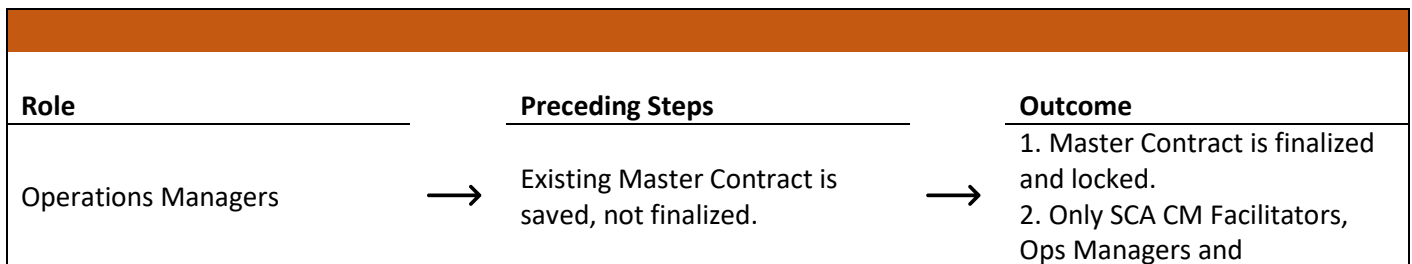 Role
Preceding Steps
Outcome
Operations Managers
Existing Master Contract is
saved, not finalized.
1. Master Contract is finalized
and locked.
2. Only SCA CM Facilitators,
Ops Managers and